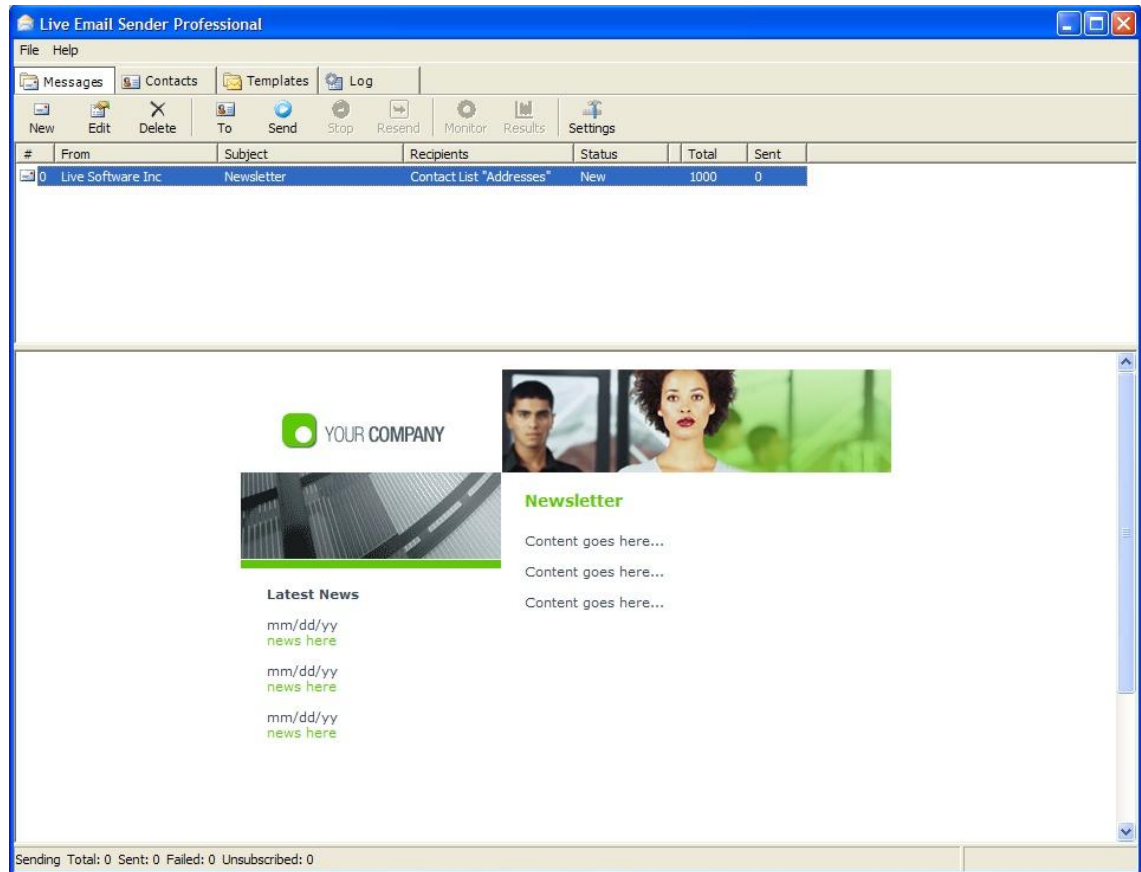 Live Email Sender Professional
File Help
Messages Contacts Templates Log
New Edit Delete To Send Stop Resend Monitor Results Settings
# From Subject Recipients Status Total Sent
0 Live Software Inc Newsletter Contact List "Addresses" New 1000 0
YOUR COMPANY
Newsletter
Content goes here...
Content goes here...
Content goes here...
Latest News
mm/dd/yy
news here
mm/dd/yy
news here
mm/dd/yy
news here
Sending Total: 0 Sent: 0 Failed: 0 Unsubscribed: 0